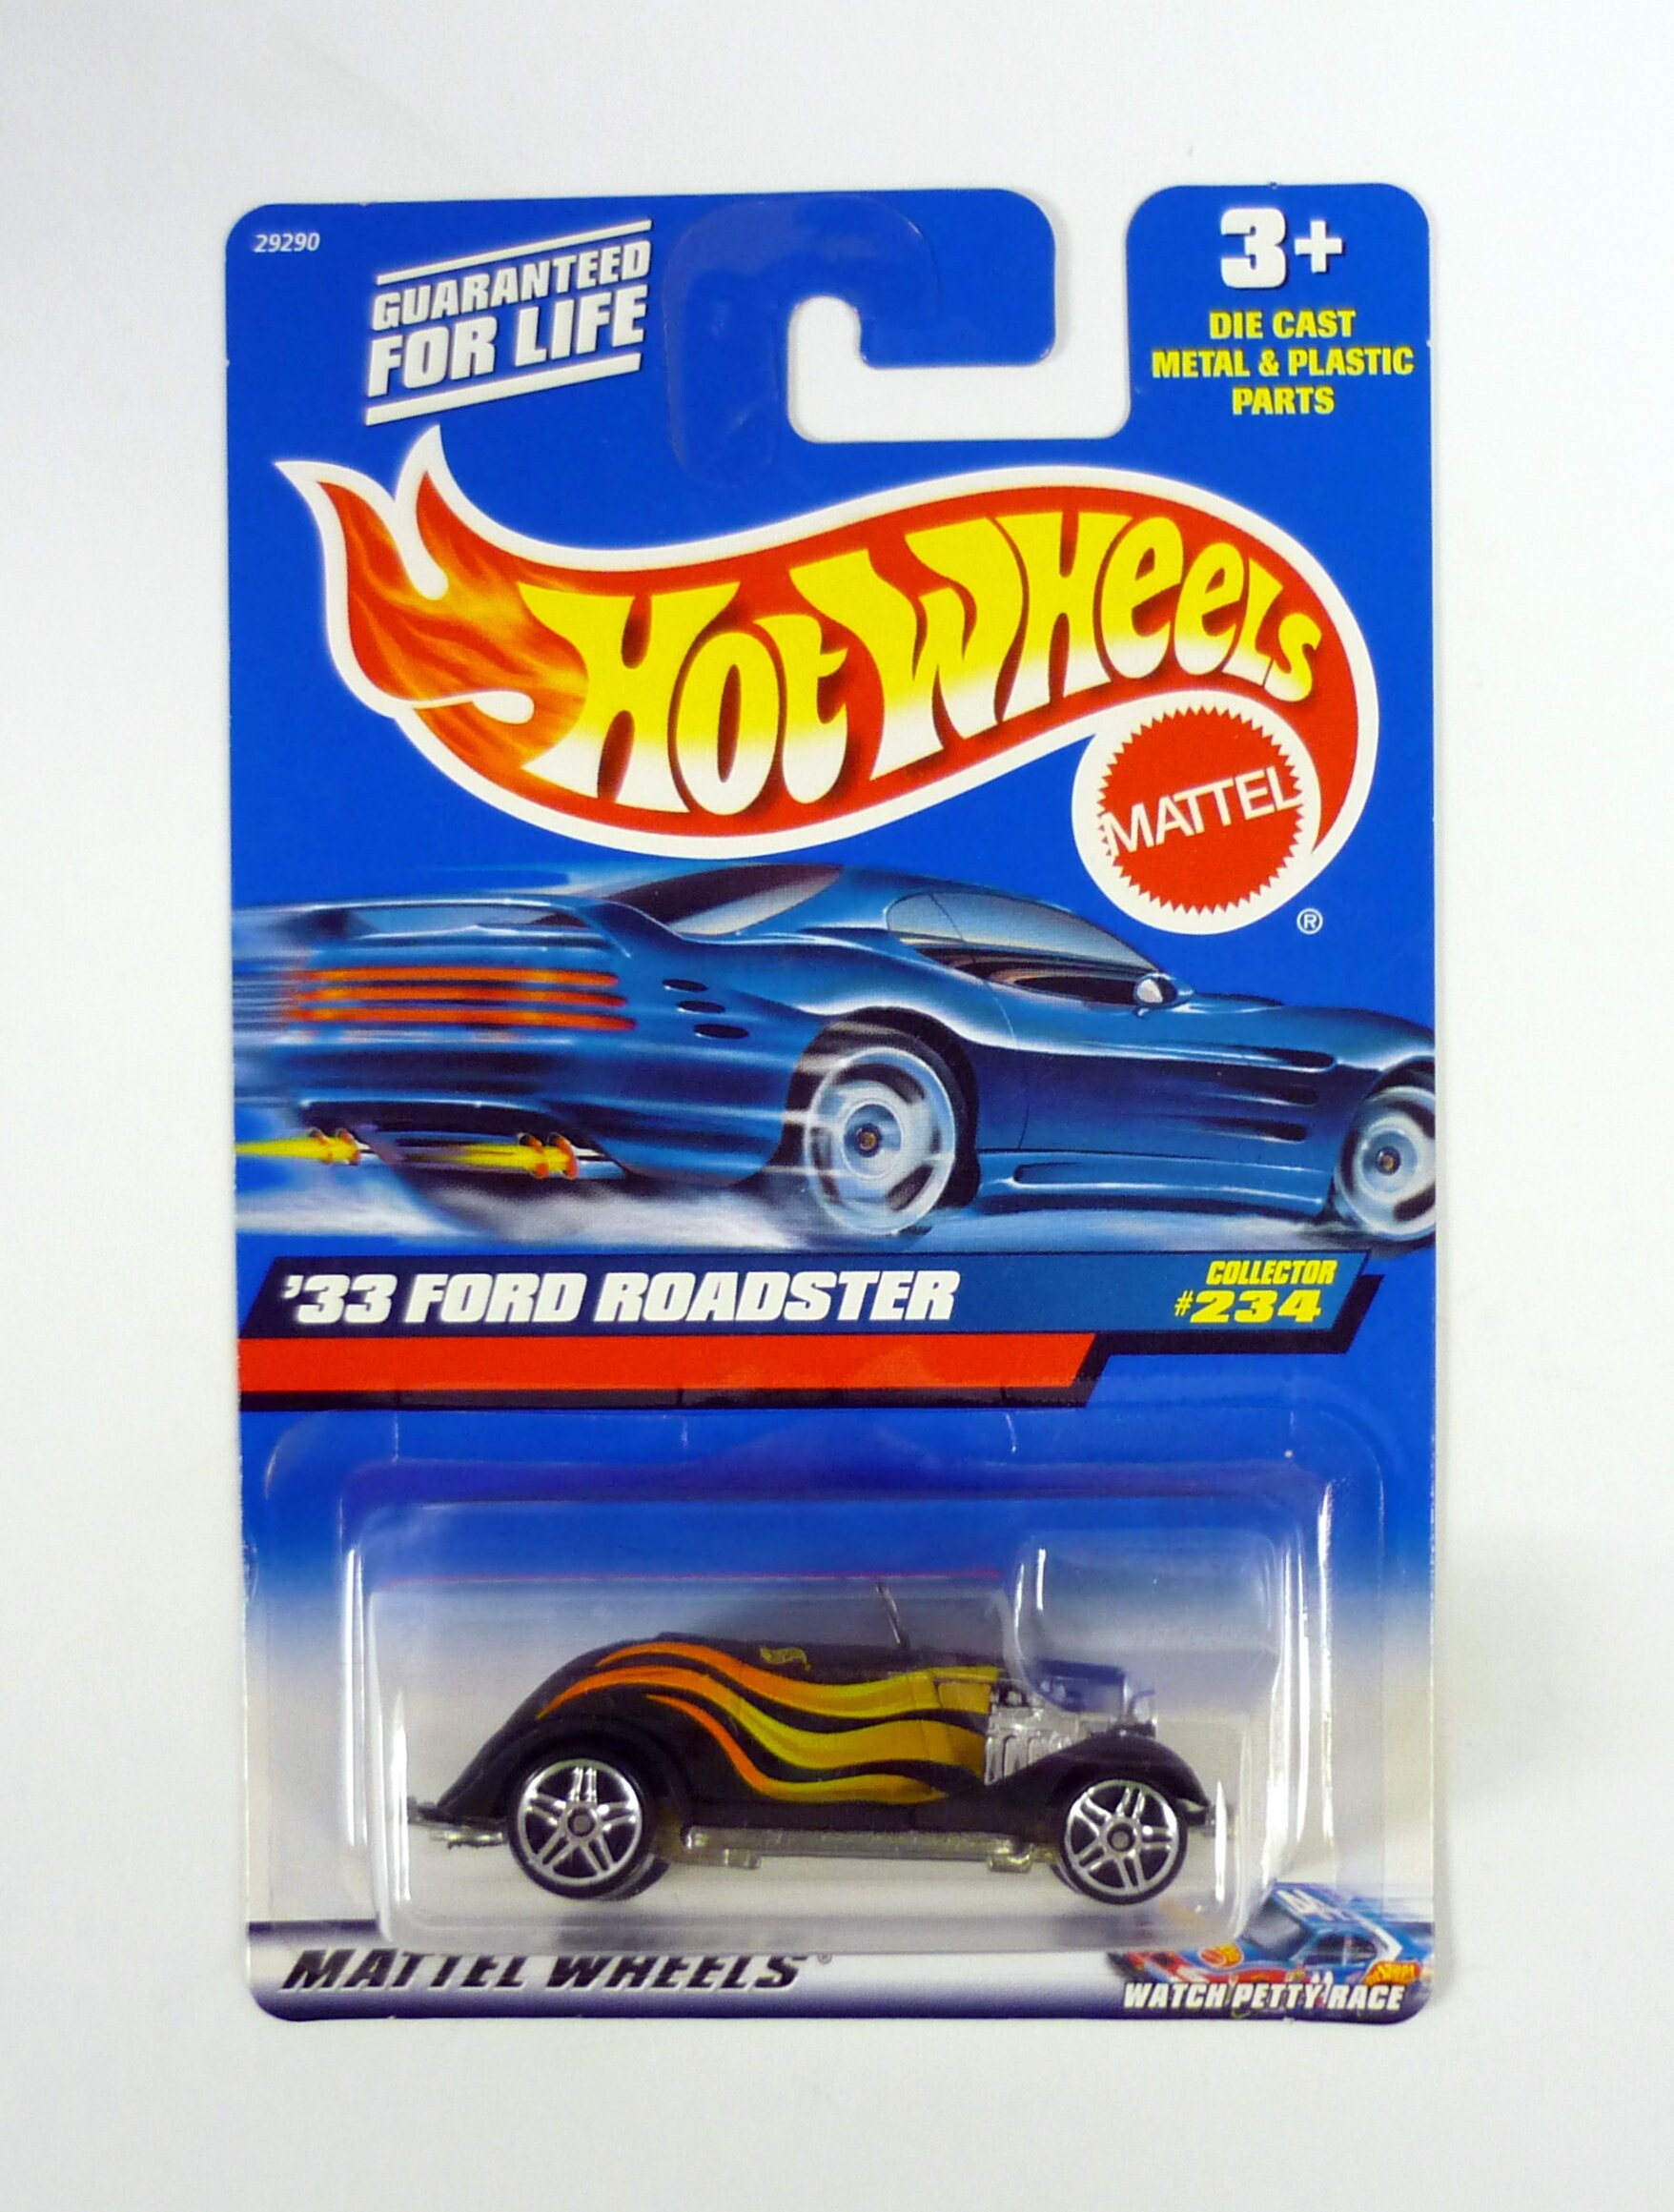 29290
GUARANTEED
FOR LIFE
3+
DIE CAST
METAL & PLASTIC
PARTS
HOT WHEELS
MATTEL
®
'33 FORD ROADSTER
COLLECTOR
#234
MATTEL WHEELS®
WATCH PETTY RACE